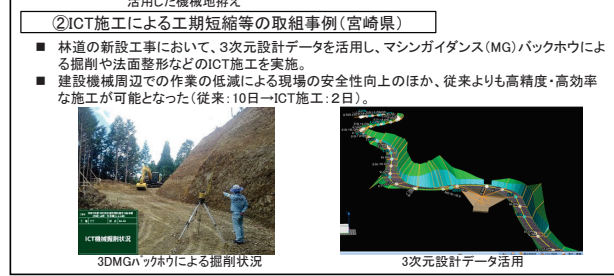 活用した機械地拵え
②ICT施工による工期短縮等の取組事例(宮崎県)
■ 林道の新設工事において、3次元設計データを活用し、マシンガイダンス(MG)バックホウによ
る掘削や法面整形などのICT施工を実施。
■ 建設機械周辺での作業の低減による現場の安全性向上のほか、従来よりも高精度・高効率
な施工が可能となった(従来:10日→ICT施工:2日)。
ICT機械掘削状況
3DMGバックホウによる掘削状況
3次元設計データ活用